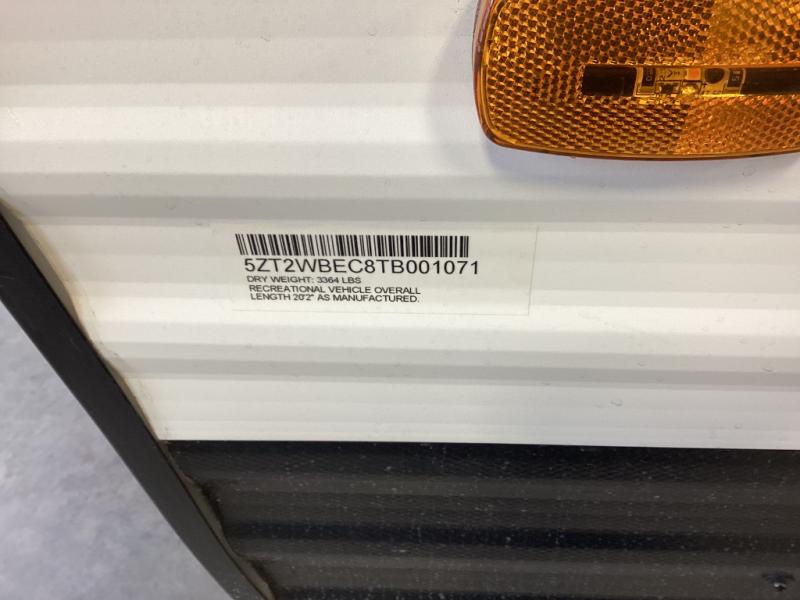 5ZT2WBEC8TB001071
DRY WEIGHT: 3364 LBS
RECREATIONAL VEHICLE OVERALL
LENGTH 20'2" AS MANUFACTURED.